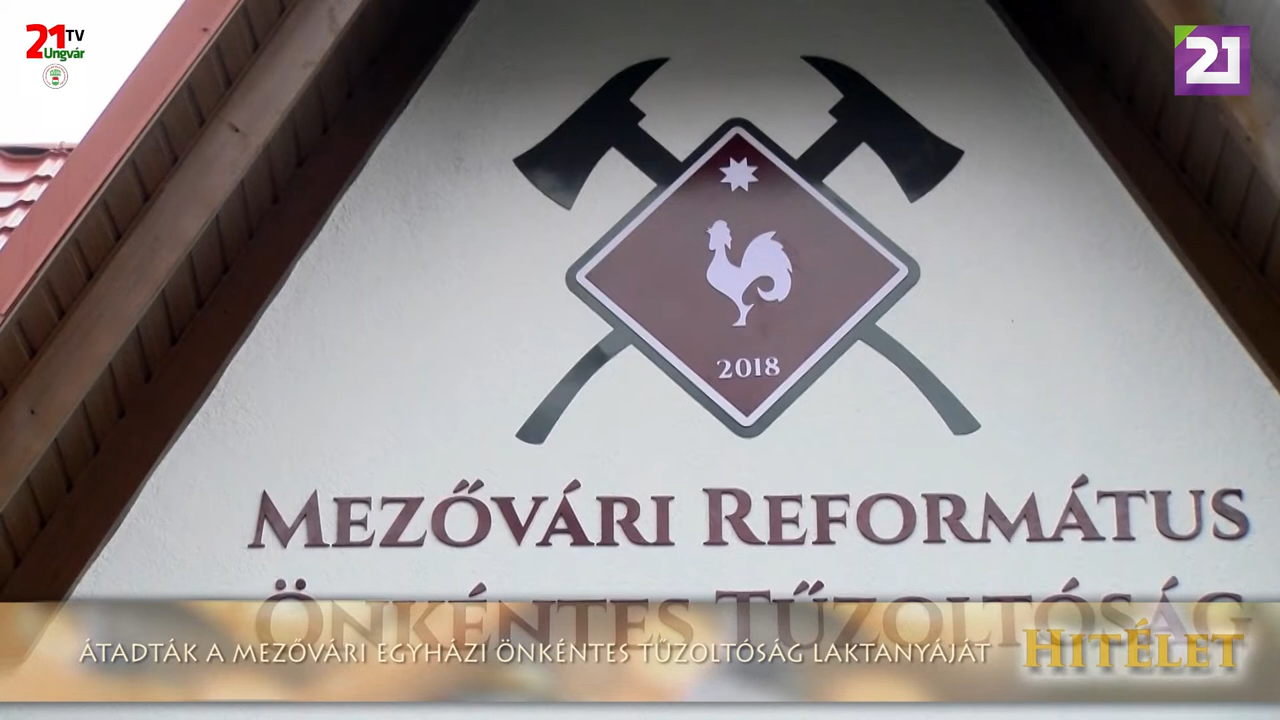 21 TV
Ungvár
21
2018
MEZŐVÁRI REFORMÁTUS
ÖNKÉNTES TŰZOLTÓSÁG
ÁTADTÁK A MEZŐVÁRI EGYHÁZI ÖNKÉNTES TŰZOLTÓSÁG LAKTANYÁJÁT
HITÉLET